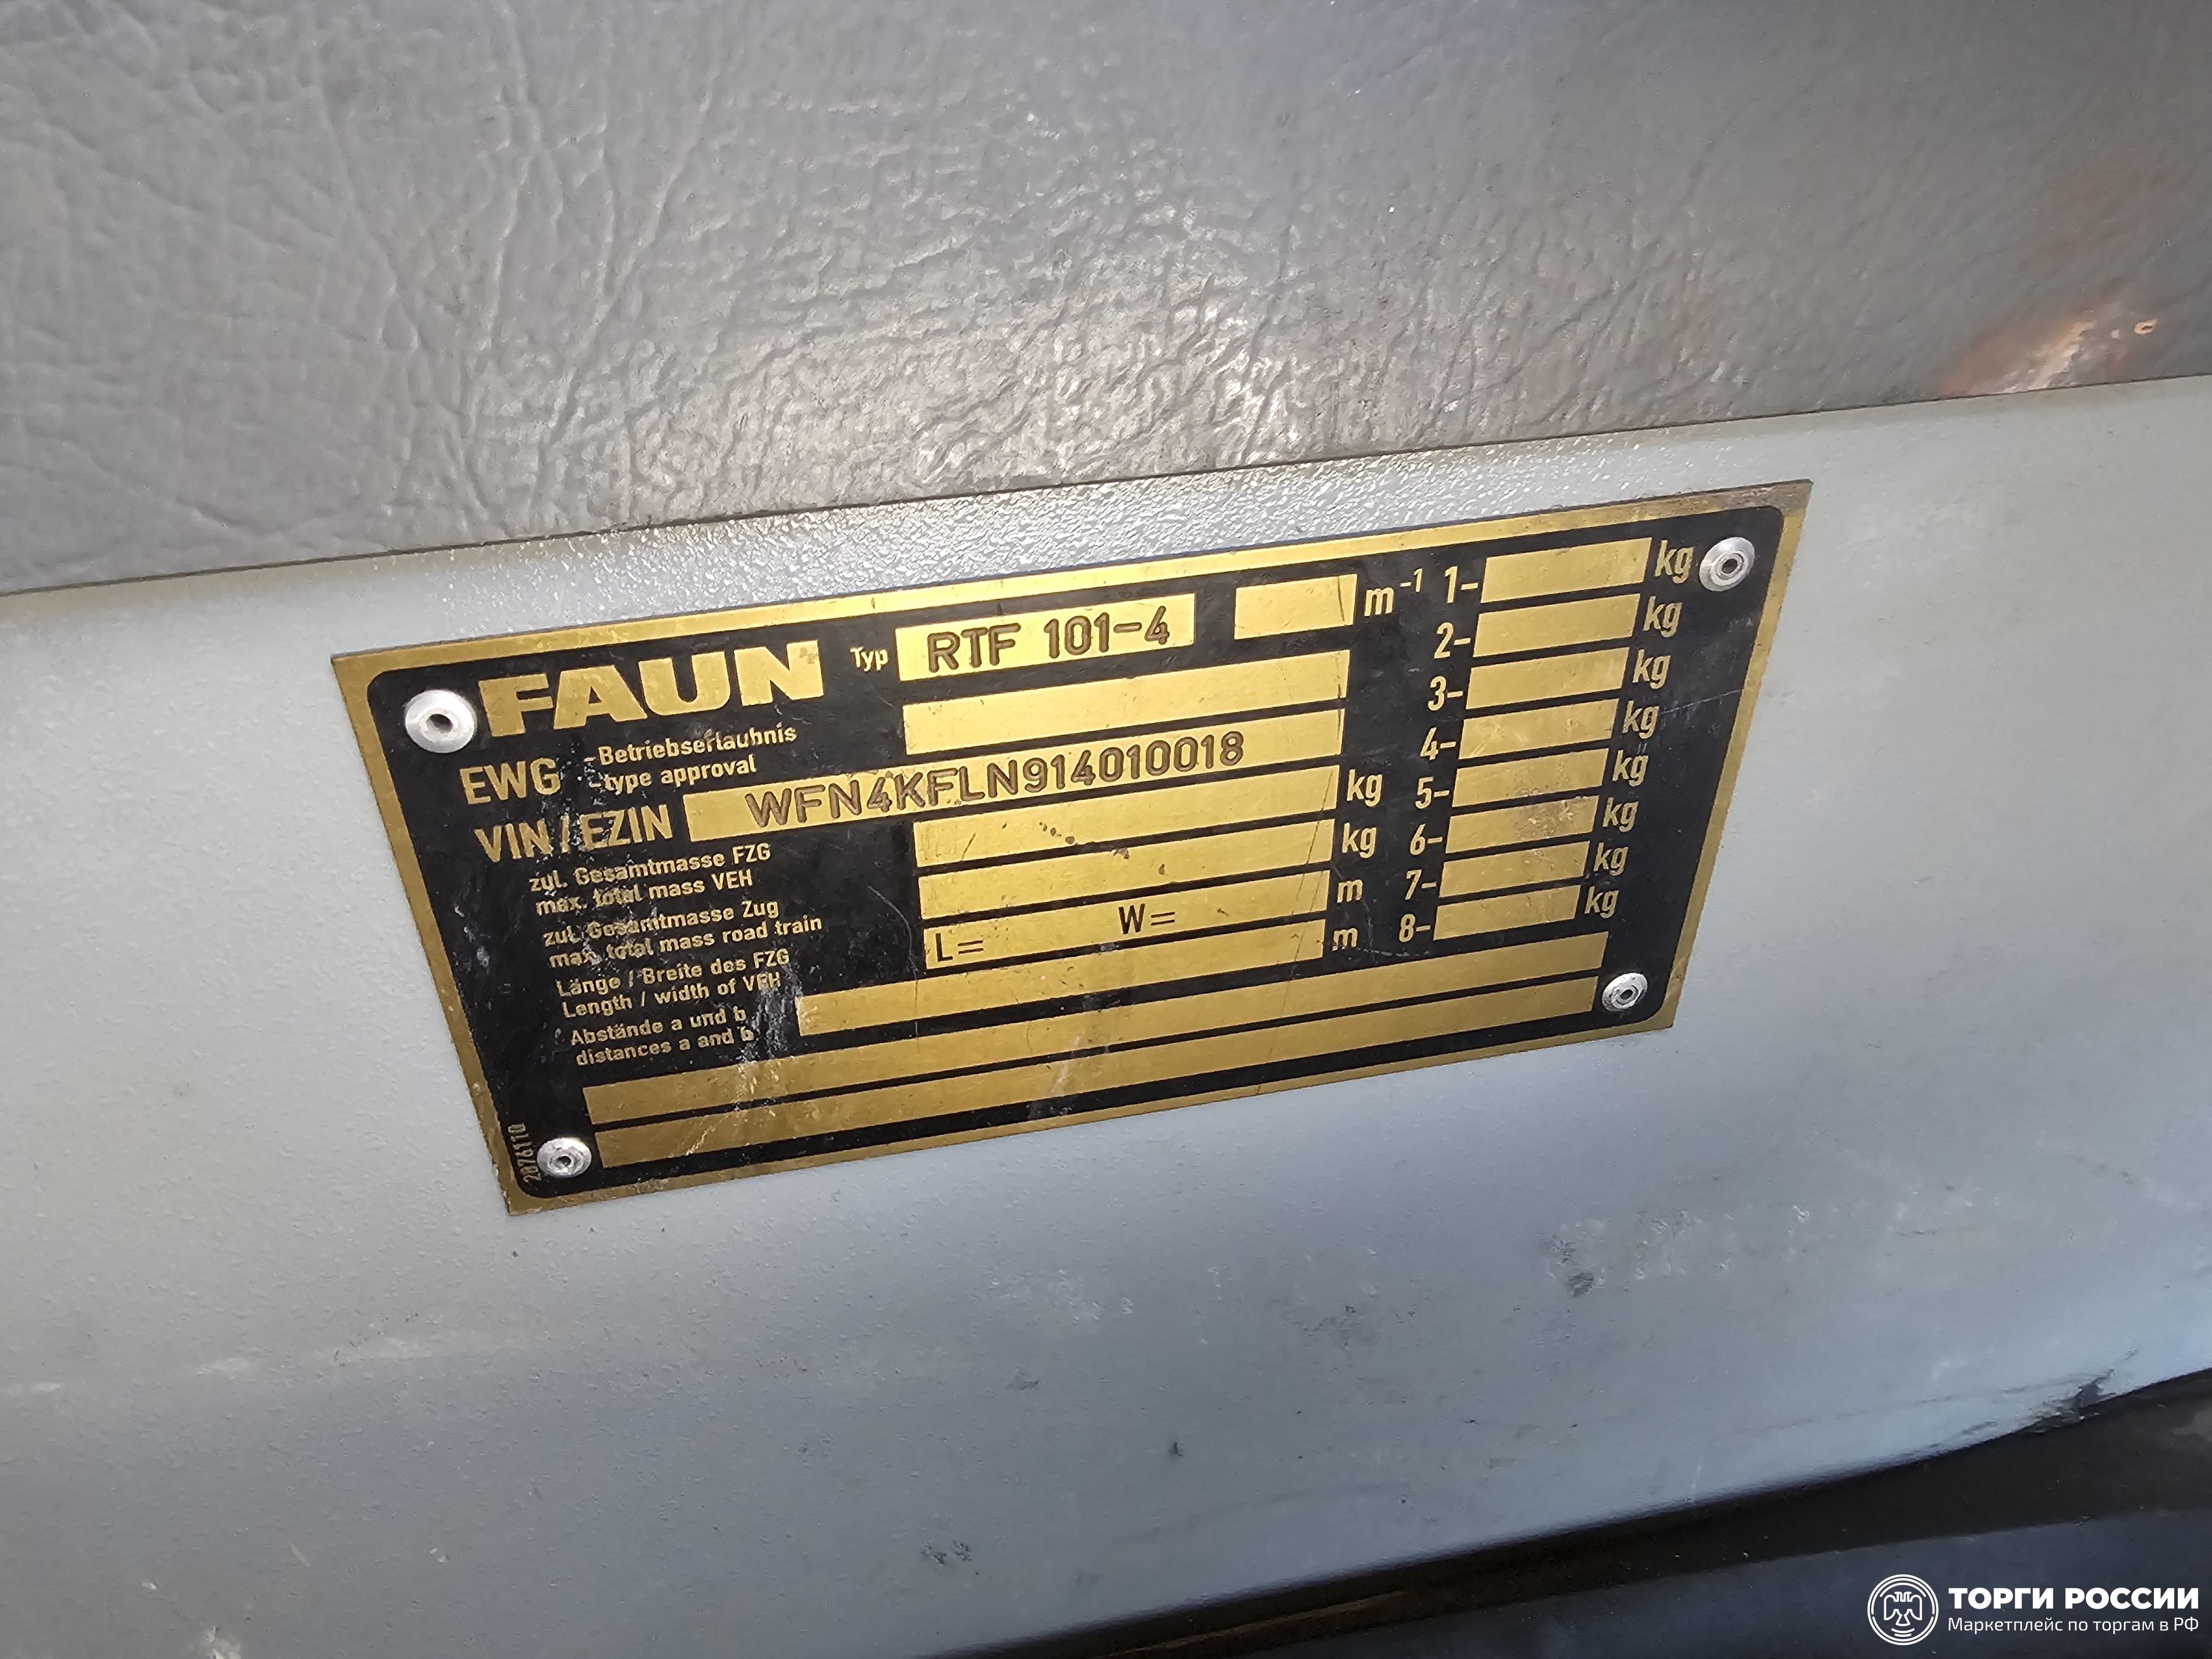 FAUN Typ RTF 101-4 m⁻¹ 1- kg
2- kg
EWG -Betriebserlaubnis
-type approval
3- kg
VIN/EZIN WFN4KFLN914010018
4- kg
zul. Gesamtmasse FZG
max. total mass VEH
kg 5- kg
zul. Gesamtmasse Zug
max. total mass road train
kg 6- kg
Länge / Breite des FZG
Length / width of VEH
L= W= m 7- kg
Abstände a und b
distances a and b
m 8- kg
2876110
ТОРГИ РОССИИ
Маркетплейс по торгам в РФ